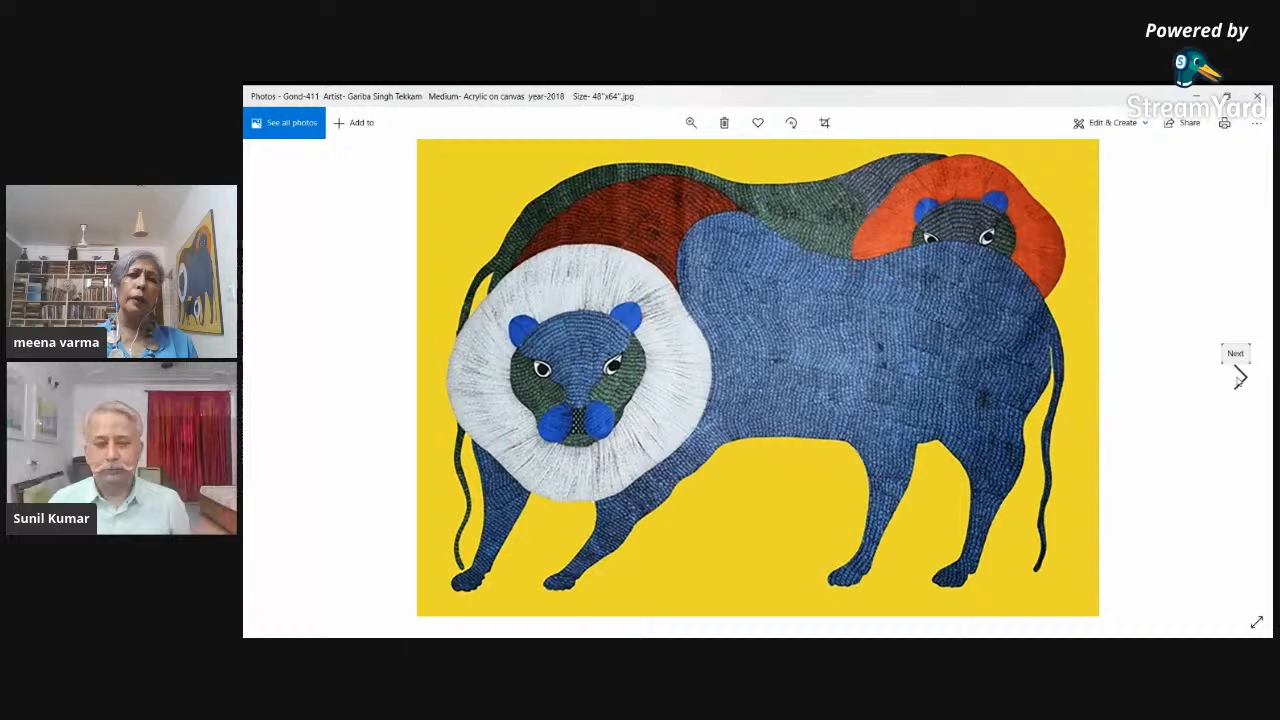 Powered by
S
StreamYard
Photos - Gond-411 Artist- Gariba Singh Tekkam Medium- Acrylic on canvas year-2018 Size- 48"x64".jpg
See all photos
Add to
Edit & Create
Share
Next
meena varma
Sunil Kumar